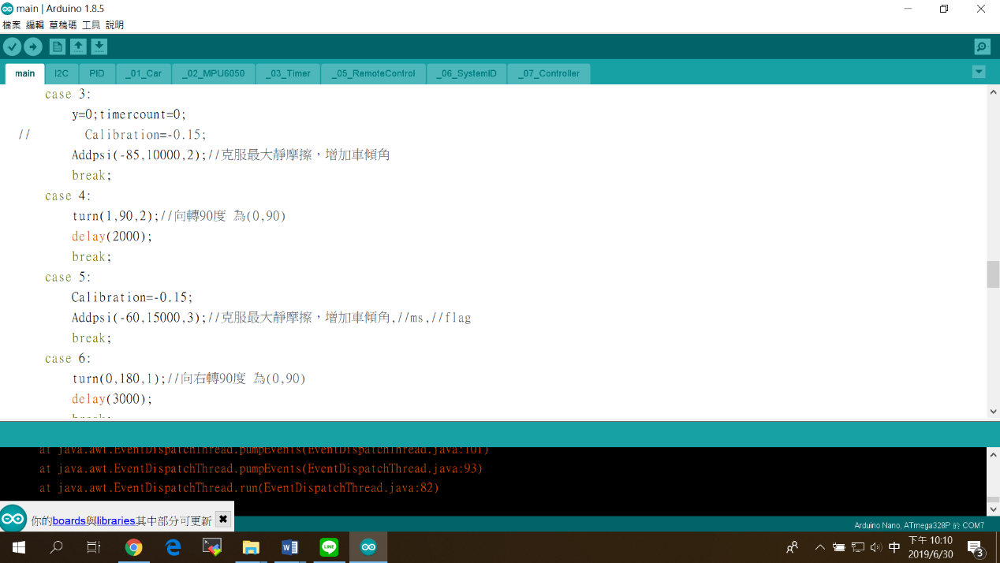 main | Arduino 1.8.5
檔案 編輯 草稿碼 工具 說明
main I2C PID _01_Car _02_MPU6050 _03_Timer _05_RemoteControl _06_SystemID _07_Controller
case 3:
y=0;timercount=0;
// Calibration=-0.15;
Addpsi(-85,10000,2);//克服最大靜摩擦，增加車傾角
break;
case 4:
turn(1,90,2);//向轉90度 為(0,90)
delay(2000);
break;
case 5:
Calibration=-0.15;
Addpsi(-60,15000,3);//克服最大靜摩擦，增加車傾角,//ms,//flag
break;
case 6:
turn(0,180,1);//向右轉90度 為(0,90)
delay(3000);
break;
at java.awt.EventDispatchThread.pumpEvents(EventDispatchThread.java:101)
at java.awt.EventDispatchThread.pumpEvents(EventDispatchThread.java:93)
at java.awt.EventDispatchThread.run(EventDispatchThread.java:82)
你的boards與libraries其中部分可更新
Arduino Nano, ATmega328P 於 COM7
中
下午 10:10
2019/6/30
3